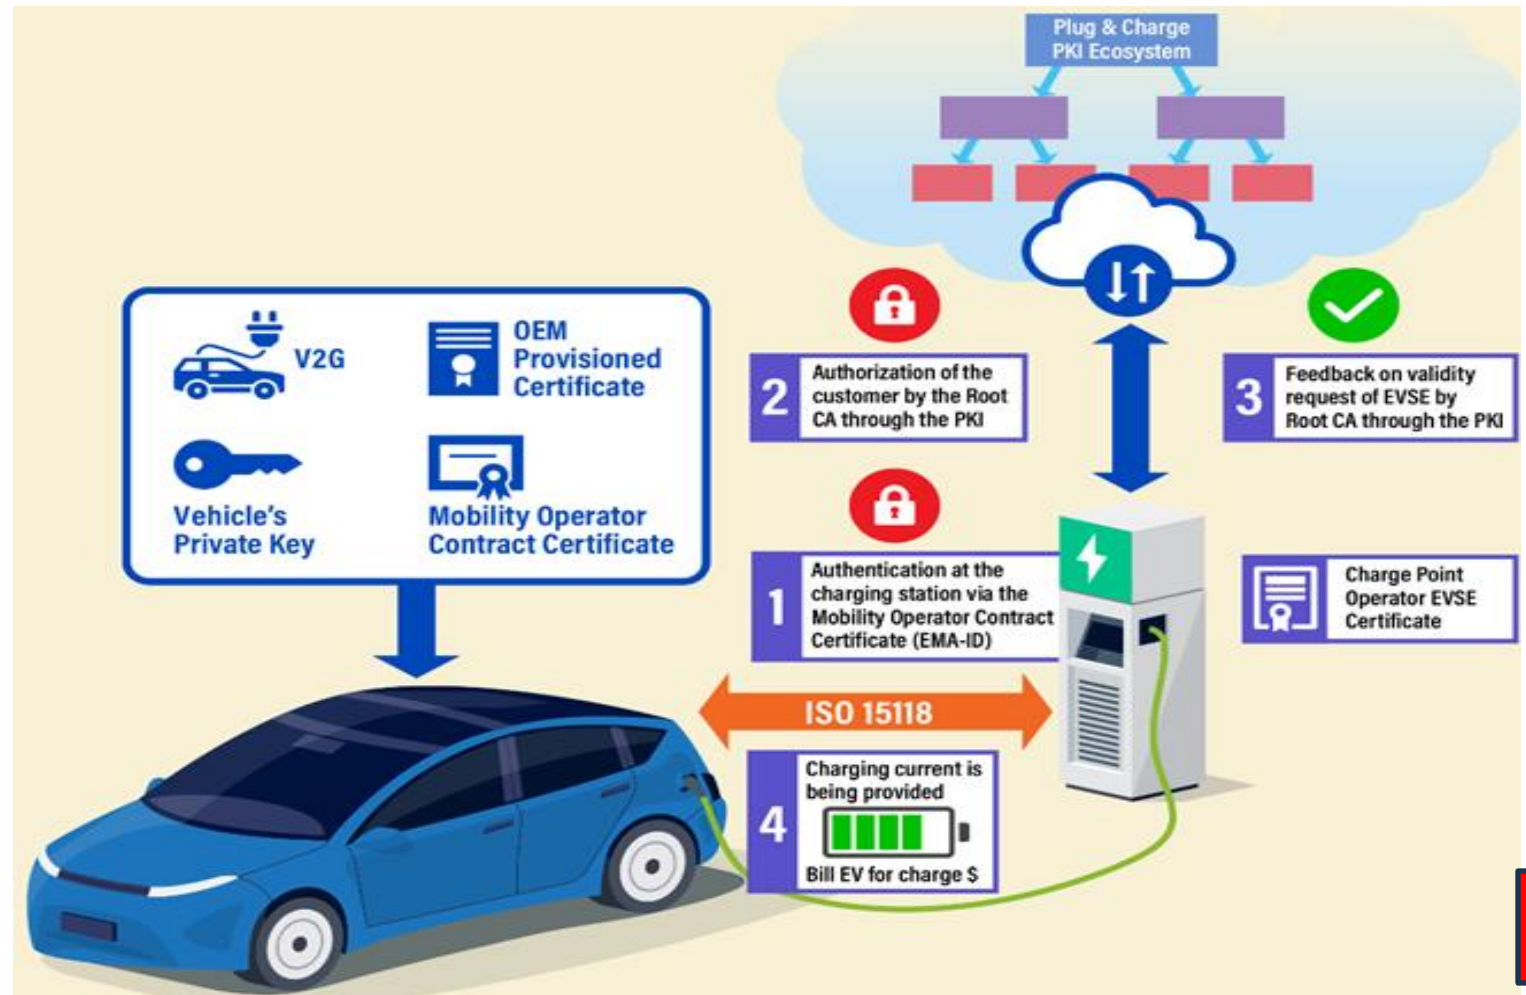 Plug & Charge
PKI Ecosystem
V2G
OEM
Provisioned
Certificate
Vehicle's
Private Key
Mobility Operator
Contract Certificate
2
Authorization of the
customer by the Root
CA through the PKI
3
Feedback on validity
request of EVSE by
Root CA through the PKI
1
Authentication at the
charging station via the
Mobility Operator Contract
Certificate (EMA-ID)
Charge Point
Operator EVSE
Certificate
ISO 15118
4
Charging current is
being provided
Bill EV for charge $